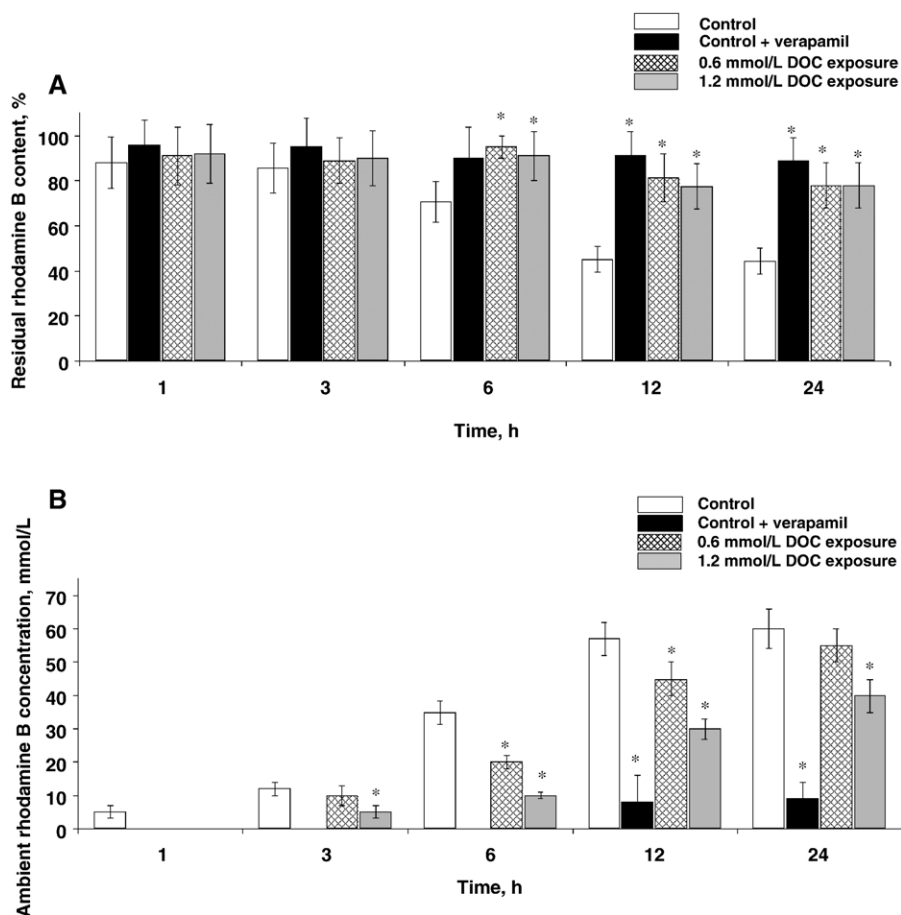 Control
Control + verapamil
0.6 mmol/L DOC exposure
1.2 mmol/L DOC exposure
A
Residual rhodamine B content, %
100
80
60
40
20
0
* * * * * * * *
1 3 6 12 24
Time, h
B
Control
Control + verapamil
0.6 mmol/L DOC exposure
1.2 mmol/L DOC exposure
Ambient rhodamine B concentration, mmol/L
70
60
50
40
30
20
10
0
* * * * * * * *
1 3 6 12 24
Time, h